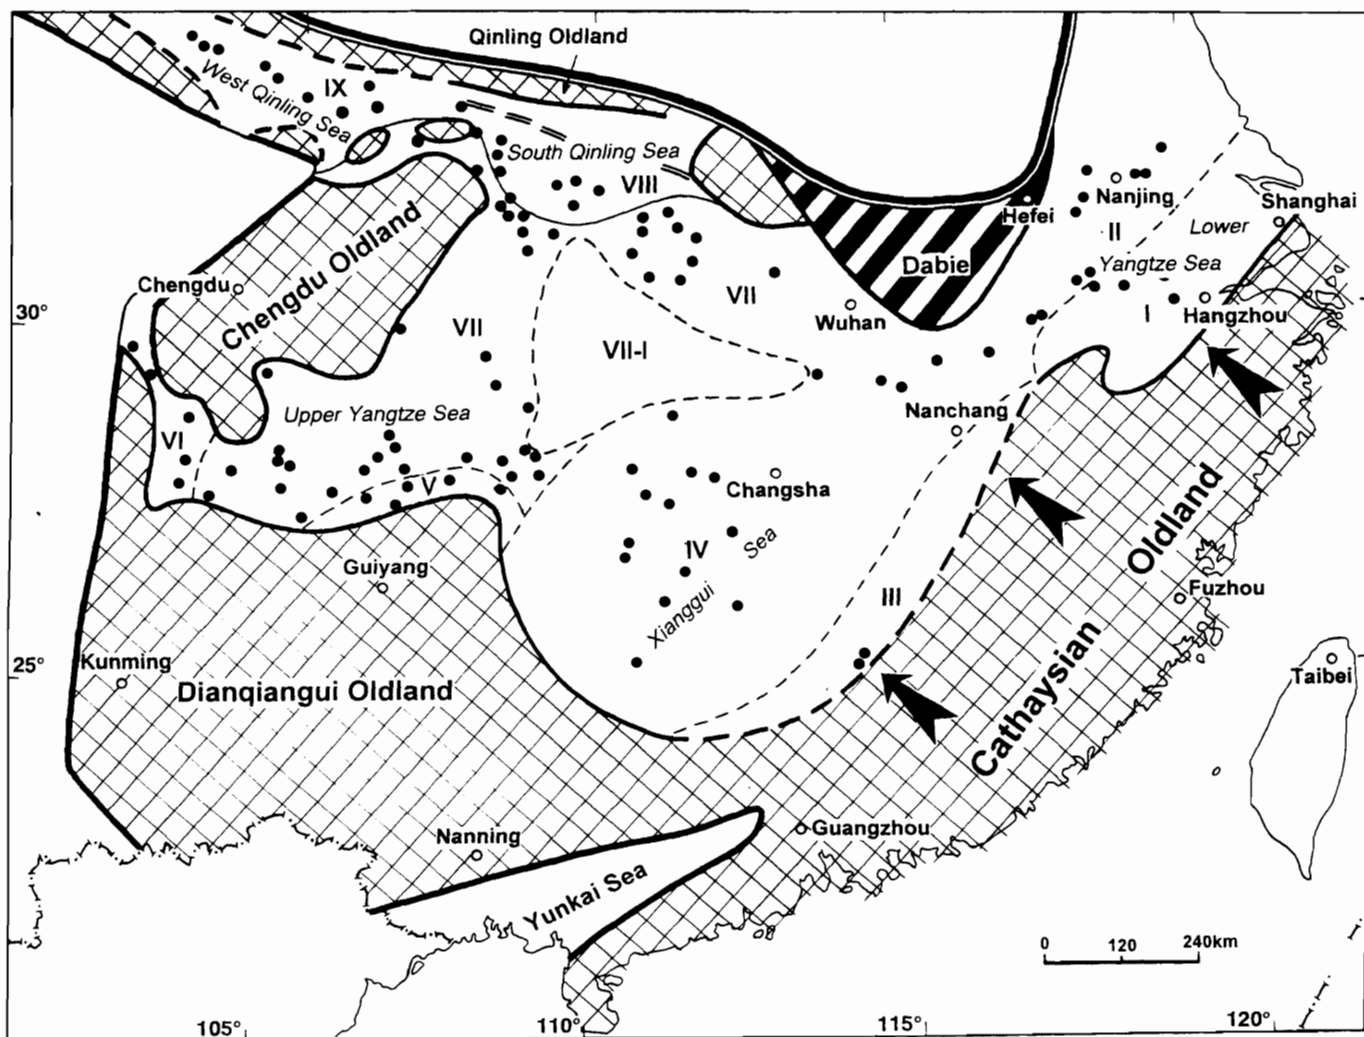 Qinling Oldland
West Qinling Sea
IX
South Qinling Sea
VIII
Nanjing
Shanghai
Hefei
II
Lower
Yangtze Sea
Dabie
Chengdu
Chengdu Oldland
VII
VII
Wuhan
I
Hangzhou
30°
VII-I
Upper Yangtze Sea
Nanchang
VI
V
Changsha
IV
Xianggui Sea
Guiyang
III
Cathaysian Oldland
Fuzhou
25°
Kunming
Dianqiangui Oldland
Taibei
Nanning
Guangzhou
Yunkai Sea
0 120 240km
105° 110° 115° 120°